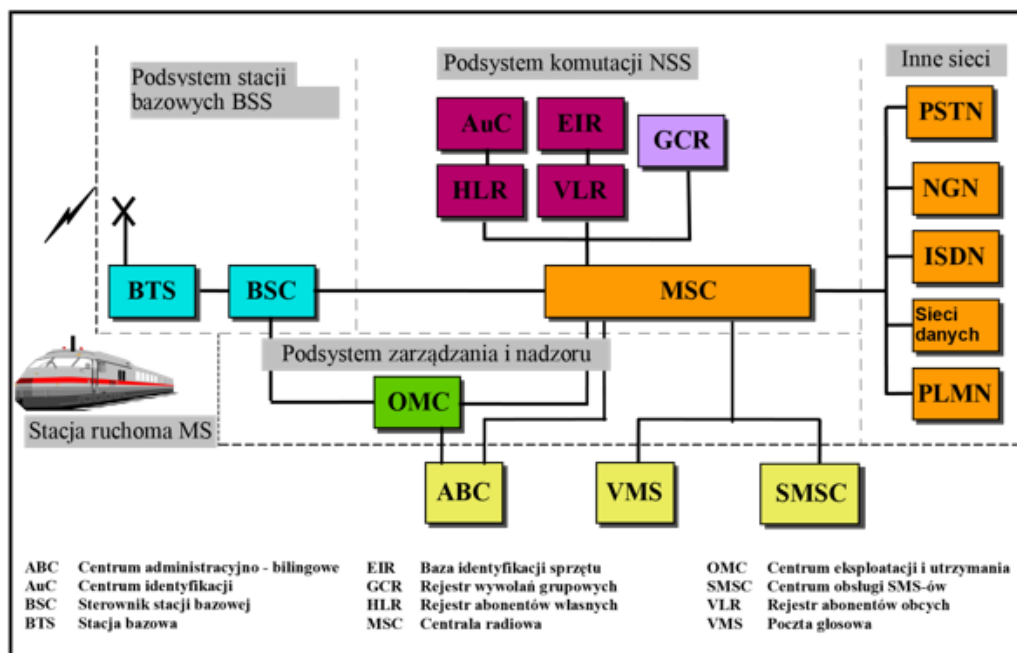 Podsystem stacji
bazowych BSS
Podsystem komutacji NSS
Inne sieci
AuC
EIR
GCR
HLR
VLR
PSTN
NGN
ISDN
Sieci
danych
PLMN
BTS
BSC
MSC
Podsystem zarządzania i nadzoru
OMC
Stacja ruchoma MS
ABC
VMS
SMSC
ABC Centrum administracyjno - bilingowe
AuC Centrum identyfikacji
BSC Sterownik stacji bazowej
BTS Stacja bazowa
EIR Baza identyfikacji sprzętu
GCR Rejestr wywołań grupowych
HLR Rejestr abonentów własnych
MSC Centrala radiowa
OMC Centrum eksploatacji i utrzymania
SMSC Centrum obsługi SMS-ów
VLR Rejestr abonentów obcych
VMS Poczta głosowa